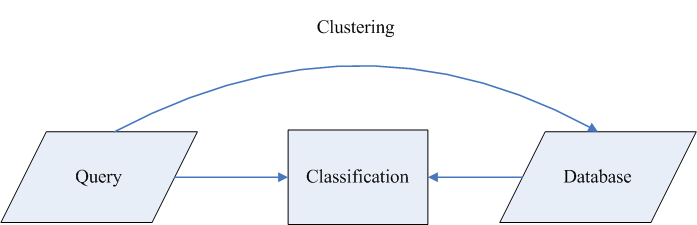 Clustering
Query
Classification
Database